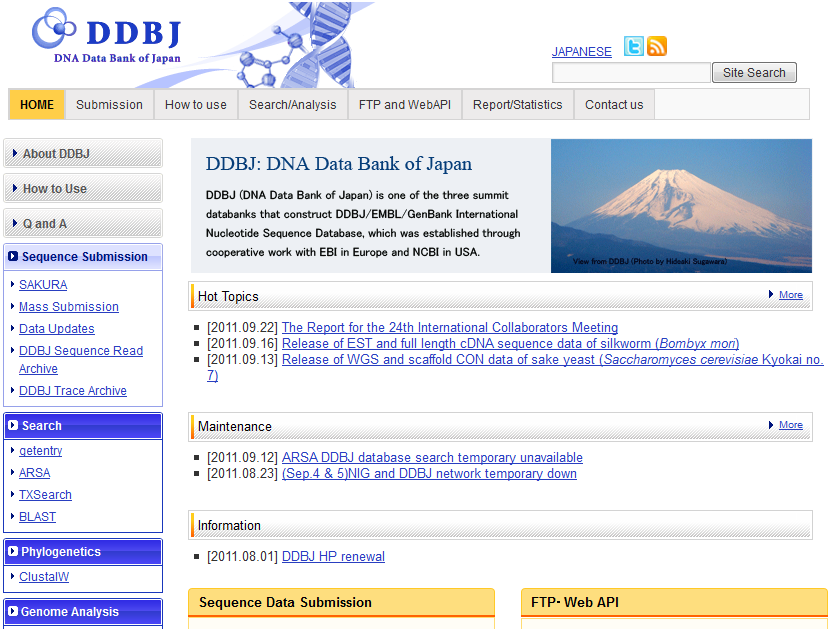 DDBJ
DNA Data Bank of Japan
JAPANESE
Site Search
HOME Submission How to use Search/Analysis FTP and WebAPI Report/Statistics Contact us
About DDBJ
How to Use
Q and A
Sequence Submission
SAKURA
Mass Submission
Data Updates
DDBJ Sequence Read
Archive
DDBJ Trace Archive
Search
getentry
ARSA
TXSearch
BLAST
Phylogenetics
ClustalW
Genome Analysis
DDBJ: DNA Data Bank of Japan
DDBJ (DNA Data Bank of Japan) is one of the three summit
databanks that construct DDBJ/EMBL/GenBank International
Nucleotide Sequence Database, which was established through
cooperative work with EBI in Europe and NCBI in USA.
View from DDBJ (Photo by Hideaki Sugawara)
Hot Topics More
[2011.09.22] The Report for the 24th International Collaborators Meeting
[2011.09.16] Release of EST and full length cDNA sequence data of silkworm (Bombyx mori)
[2011.09.13] Release of WGS and scaffold CON data of sake yeast (Saccharomyces cerevisiae Kyokai no.
7)
Maintenance More
[2011.09.12] ARSA DDBJ database search temporary unavailable
[2011.08.23] (Sep.4 & 5)NIG and DDBJ network temporary down
Information
[2011.08.01] DDBJ HP renewal
Sequence Data Submission
FTP- Web API